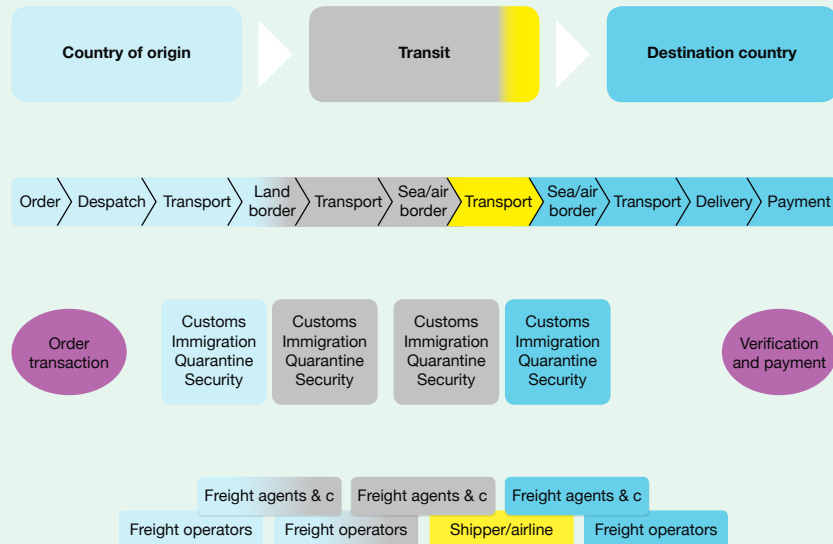 Country of origin
Transit
Destination country
Order
Despatch
Transport
Land
border
Transport
Sea/air
border
Transport
Sea/air
border
Transport
Delivery
Payment
Order
transaction
Customs
Immigration
Quarantine
Security
Customs
Immigration
Quarantine
Security
Customs
Immigration
Quarantine
Security
Customs
Immigration
Quarantine
Security
Verification
and payment
Freight agents & c
Freight agents & c
Freight agents & c
Freight operators
Freight operators
Shipper/airline
Freight operators